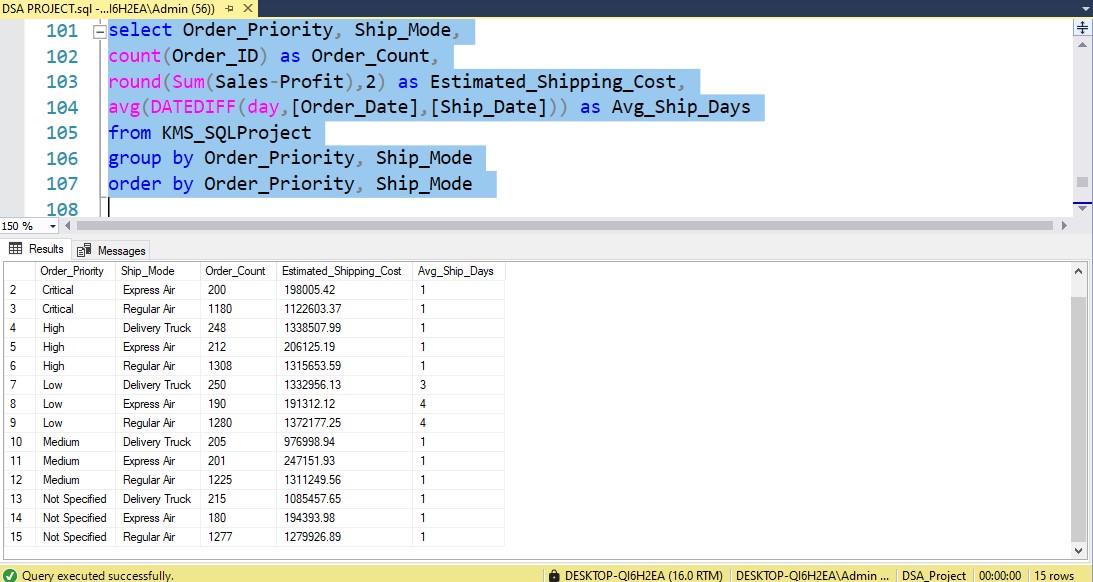 DSA PROJECT.sql -...I6H2EA\Admin (56))
101 select Order_Priority, Ship_Mode,
102 count(Order_ID) as Order_Count,
103 round(Sum(Sales-Profit),2) as Estimated_Shipping_Cost,
104 avg(DATEDIFF(day,[Order_Date],[Ship_Date])) as Avg_Ship_Days
105 from KMS_SQLProject
106 group by Order_Priority, Ship_Mode
107 order by Order_Priority, Ship_Mode
108
150 %
Results Messages
Order_Priority Ship_Mode Order_Count Estimated_Shipping_Cost Avg_Ship_Days
2 Critical Express Air 200 198005.42 1
3 Critical Regular Air 1180 1122603.37 1
4 High Delivery Truck 248 1338507.99 1
5 High Express Air 212 206125.19 1
6 High Regular Air 1308 1315653.59 1
7 Low Delivery Truck 250 1332956.13 3
8 Low Express Air 190 191312.12 4
9 Low Regular Air 1280 1372177.25 4
10 Medium Delivery Truck 205 976998.94 1
11 Medium Express Air 201 247151.93 1
12 Medium Regular Air 1225 1311249.56 1
13 Not Specified Delivery Truck 215 1085457.65 1
14 Not Specified Express Air 180 194393.98 1
15 Not Specified Regular Air 1277 1279926.89 1
Query executed successfully. DESKTOP-QI6H2EA (16.0 RTM) DESKTOP-QI6H2EA\Admin ... DSA_Project 00:00:00 15 rows